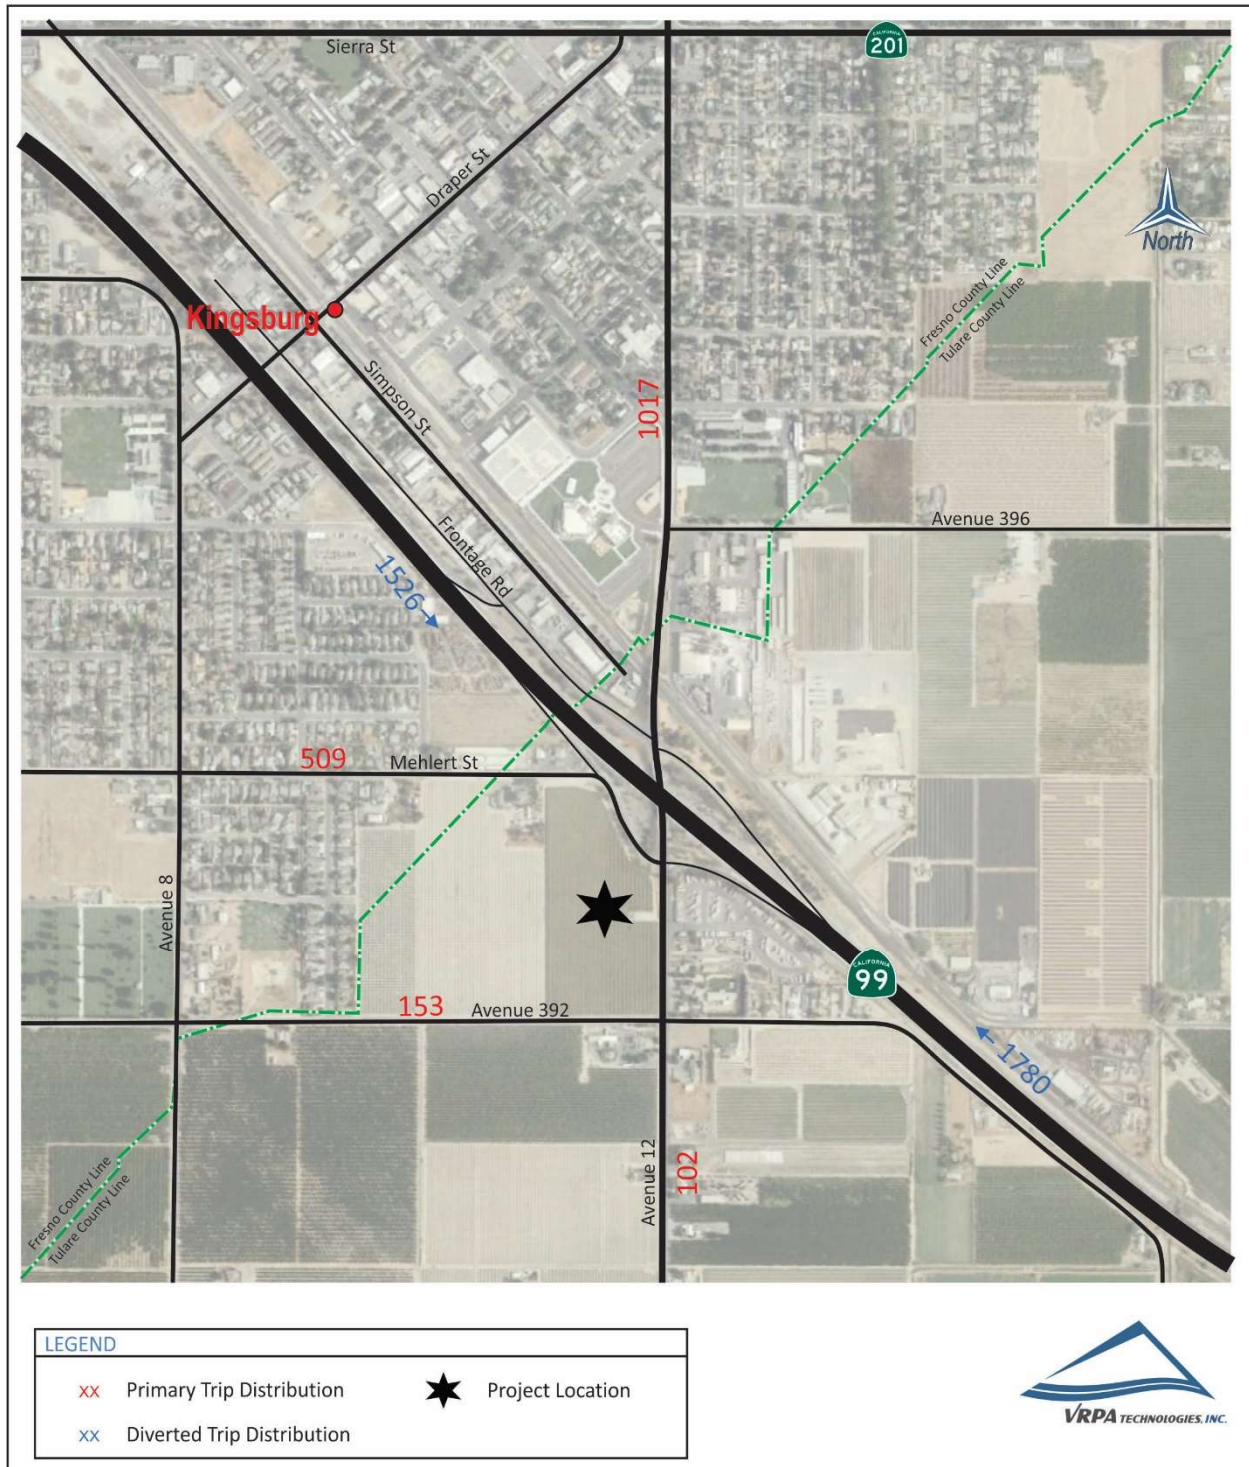 Sierra St
CALIFORNIA
201
Draper St
North
Kingsburg
Fresno County Line
Tulare County Line
Simpson St
1017
Avenue 396
Frontage Rd
1526
509
Mehlert St
Avenue 8
CALIFORNIA
99
153
Avenue 392
1780
Avenue 12
102
Fresno County Line
Tulare County Line
LEGEND
xx Primary Trip Distribution
Project Location
xx Diverted Trip Distribution
VRPA TECHNOLOGIES, INC.